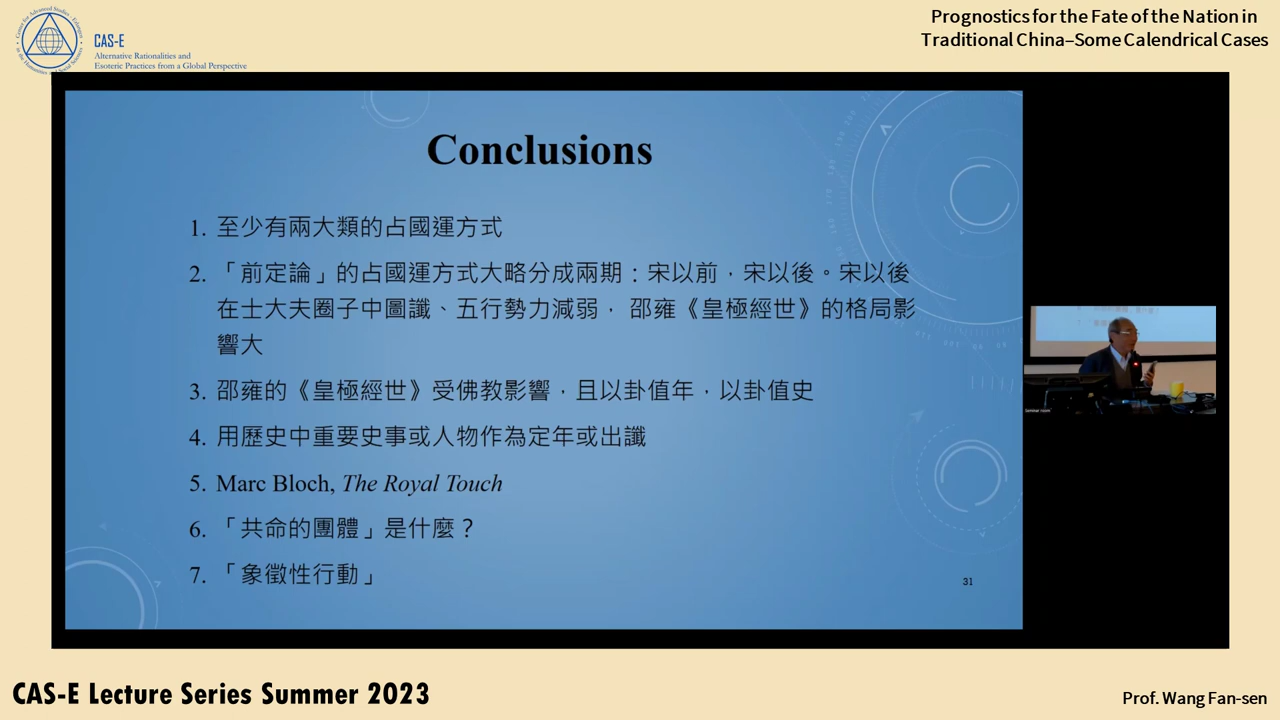 CAS-E
Alternative Rationalities and
Esoteric Practices from a Global Perspective
Prognostics for the Fate of the Nation in
Traditional China–Some Calendrical Cases
Conclusions
1. 至少有兩大類的占國運方式
2. 「前定論」的占國運方式大略分成兩期：宋以前，宋以後。宋以後
在士大夫圈子中圖讖、五行勢力減弱， 邵雍《皇極經世》的格局影
響大
3. 邵雍的《皇極經世》受佛教影響，且以卦值年，以卦值史
4. 用歷史中重要史事或人物作為定年或出讖
5. Marc Bloch, The Royal Touch
6. 「共命的團體」是什麼？
7. 「象徵性行動」
31
Seminar room
CAS-E Lecture Series Summer 2023
Prof. Wang Fan-sen